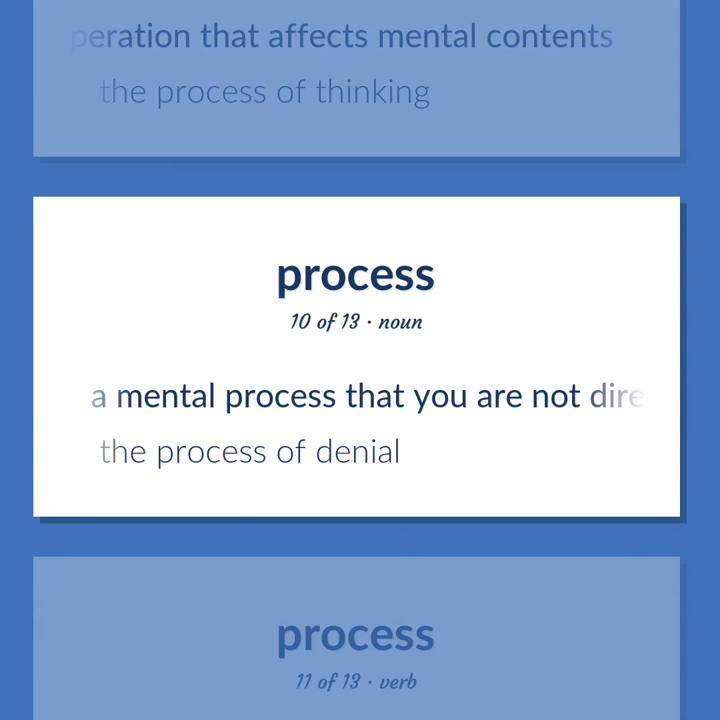 peration that affects mental contents
the process of thinking
process
10 of 13 · noun
a mental process that you are not dire
the process of denial
process
11 of 13 · verb